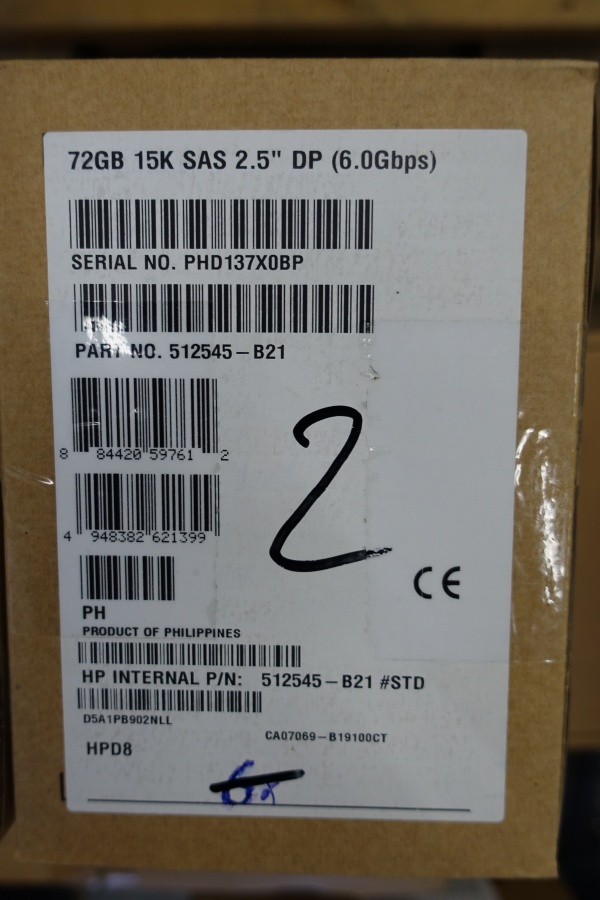 72GB 15K SAS 2.5" DP (6.0Gbps)
SERIAL NO. PHD137X0BP
PART NO. 512545-B21
8 84420 59761 2
4 948382 621399
2
CE
PH
PRODUCT OF PHILIPPINES
HP INTERNAL P/N: 512545-B21 #STD
D5A1PB902NLL
CA07069-B19100CT
HPD8